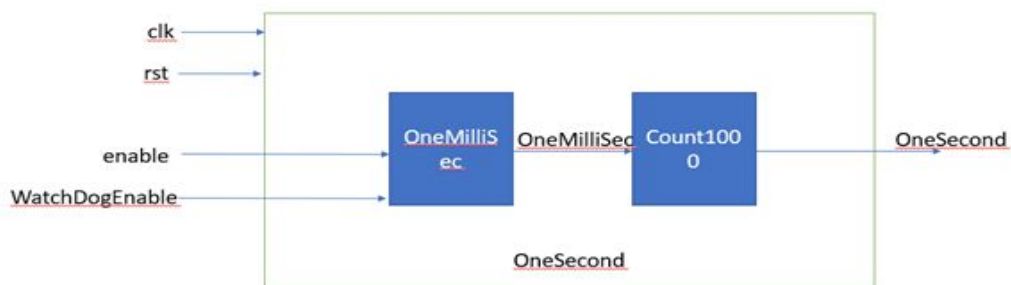 clk
rst
enable
WatchDogEnable
OneMilliS
ec
OneMilliSec
Count100
0
OneSecond
OneSecond